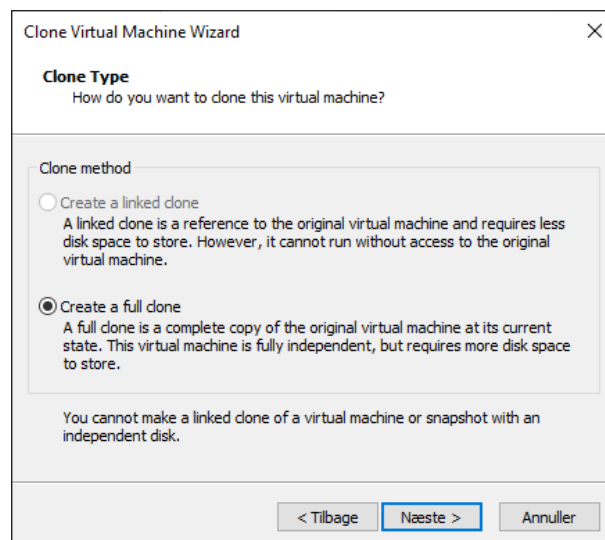 Clone Virtual Machine Wizard
Clone Type
How do you want to clone this virtual machine?
Clone method
Create a linked clone
A linked clone is a reference to the original virtual machine and requires less
disk space to store. However, it cannot run without access to the original
virtual machine.
Create a full clone
A full clone is a complete copy of the original virtual machine at its current
state. This virtual machine is fully independent, but requires more disk space
to store.
You cannot make a linked clone of a virtual machine or snapshot with an
independent disk.
< Tilbage Næste > Annuller